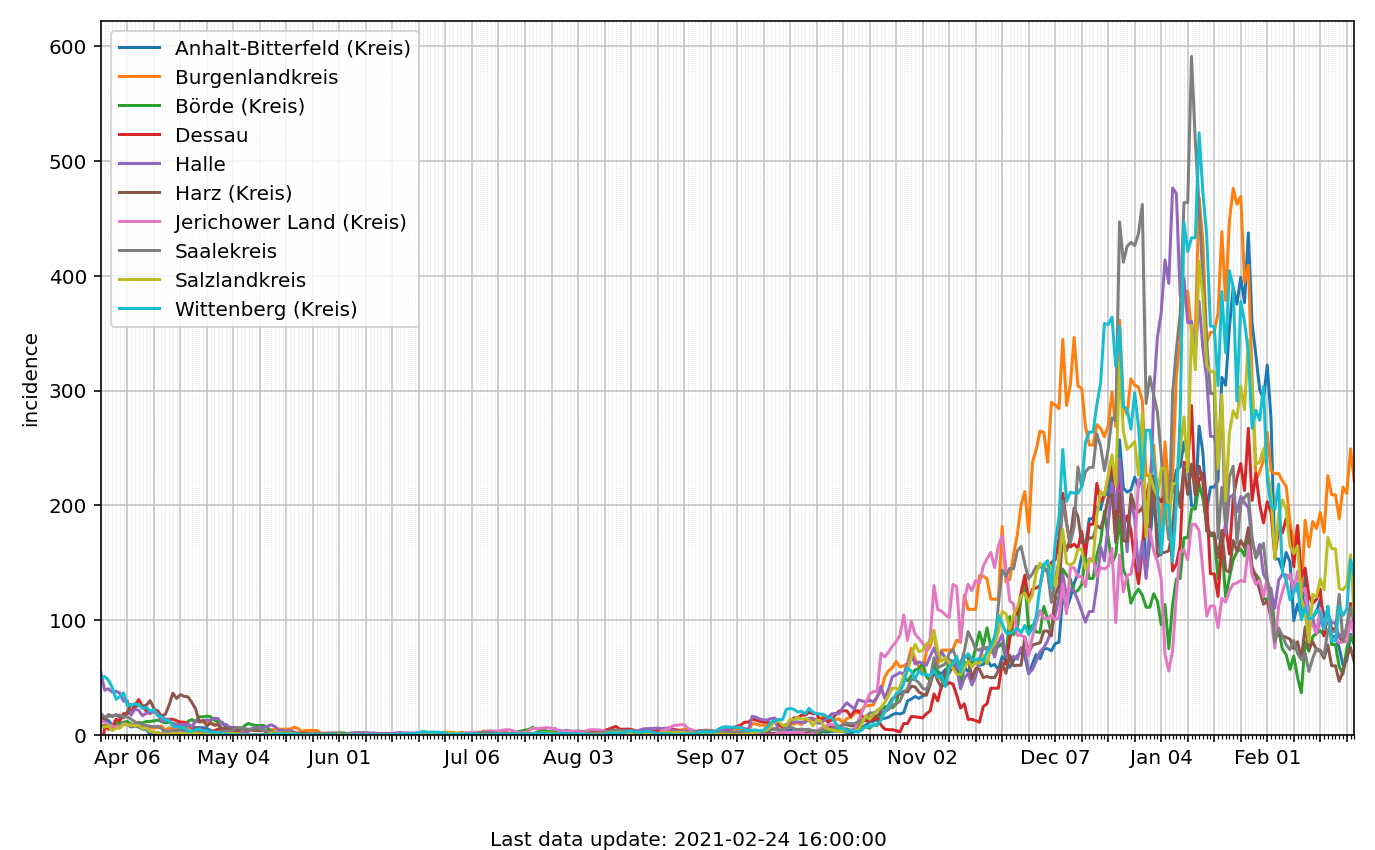 600
500
400
300
200
100
0
incidence
Anhalt-Bitterfeld (Kreis)
Burgenlandkreis
Börde (Kreis)
Dessau
Halle
Harz (Kreis)
Jerichower Land (Kreis)
Saalekreis
Salzlandkreis
Wittenberg (Kreis)
Apr 06 May 04 Jun 01 Jul 06 Aug 03 Sep 07 Oct 05 Nov 02 Dec 07 Jan 04 Feb 01
Last data update: 2021-02-24 16:00:00